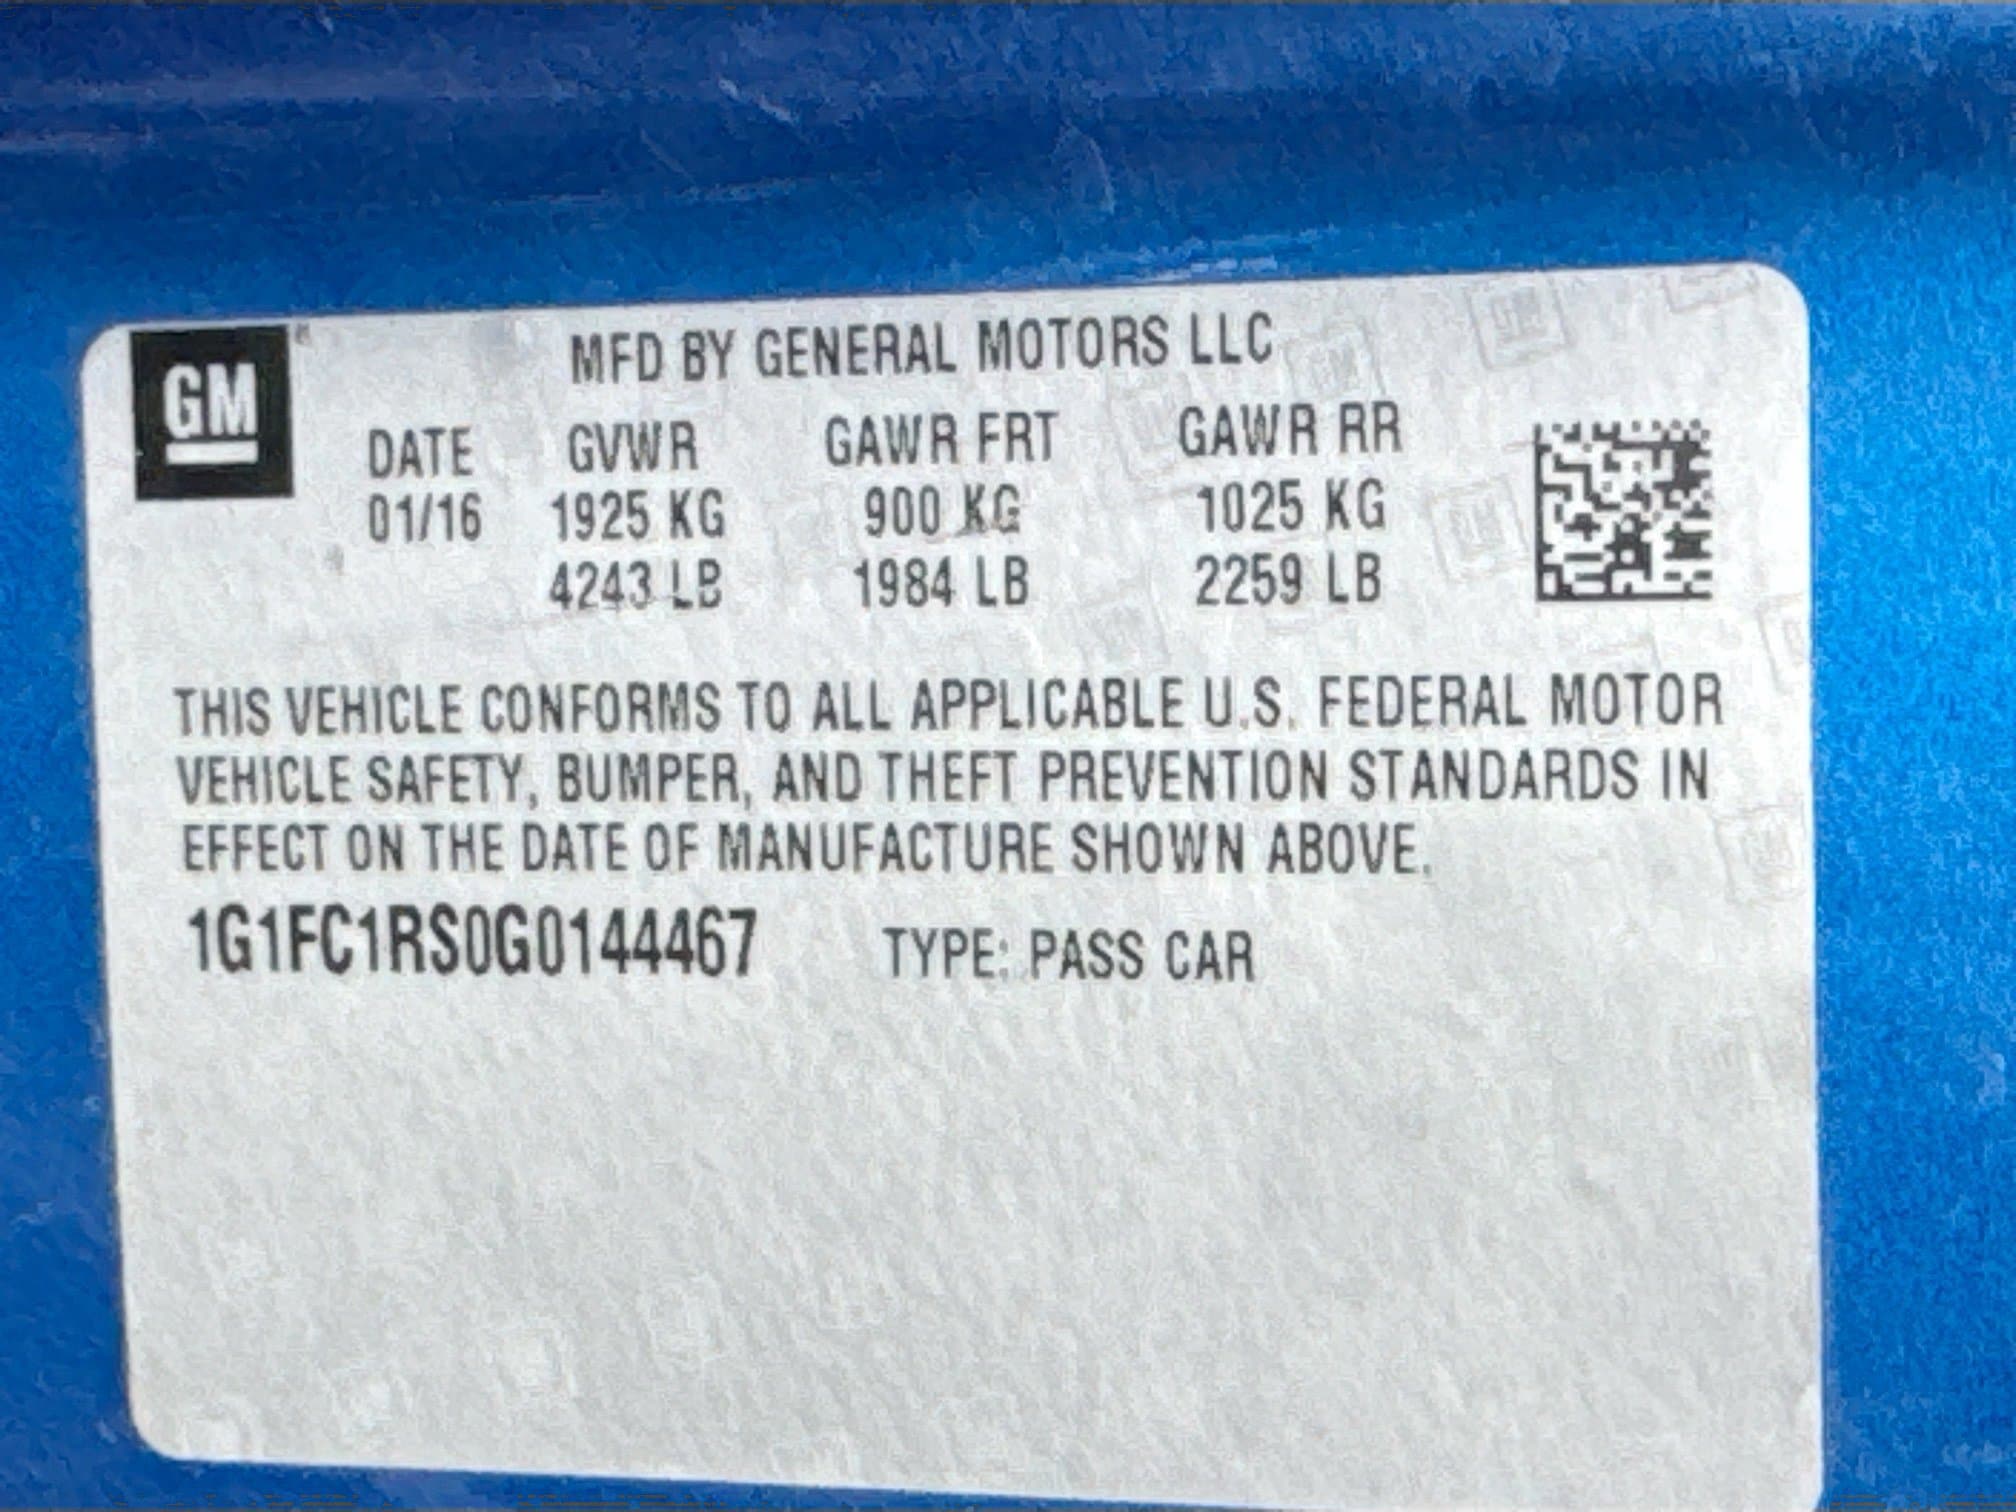 GM
MFD BY GENERAL MOTORS LLC
DATE GVWR GAWR FRT GAWR RR
01/16 1925 KG 900 KG 1025 KG
4243 LB 1984 LB 2259 LB
THIS VEHICLE CONFORMS TO ALL APPLICABLE U.S. FEDERAL MOTOR
VEHICLE SAFETY, BUMPER, AND THEFT PREVENTION STANDARDS IN
EFFECT ON THE DATE OF MANUFACTURE SHOWN ABOVE.
1G1FC1RS0G0144467 TYPE: PASS CAR